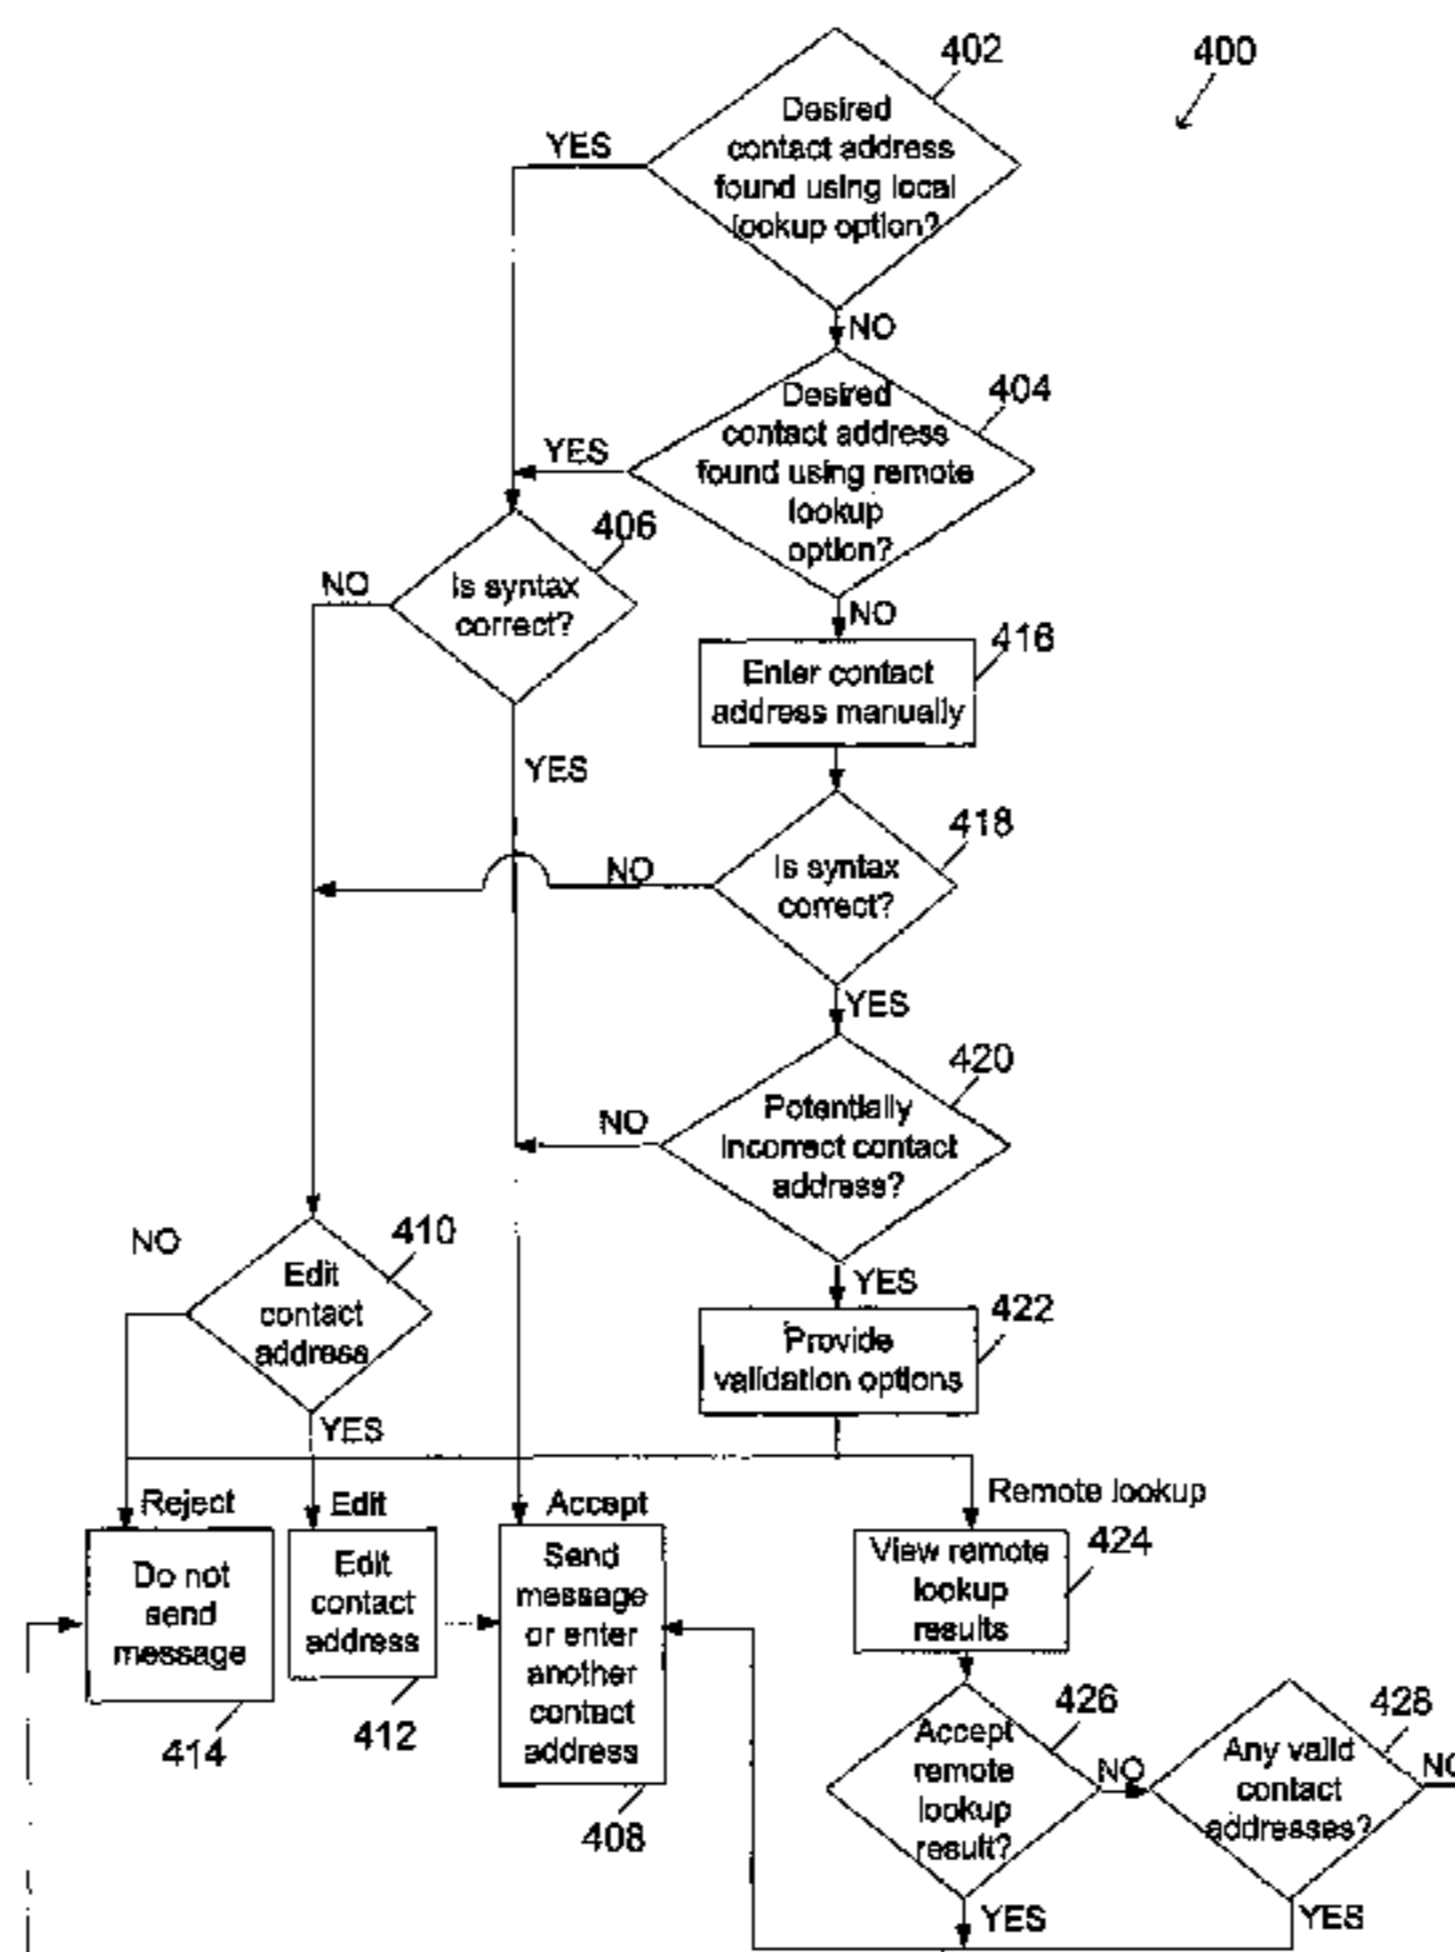 402
400
Desired
contact address
found using local
lookup option?
YES
NO
404
Desired
contact address
found using remote
lookup
option?
YES
406
Is syntax
correct?
NO
NO
416
Enter contact
address manually
YES
418
Is syntax
correct?
NO
YES
420
Potentially
incorrect contact
address?
NO
410
NO
Edit
contact
address
YES
422
Provide
validation options
YES
Reject
Edit
Accept
Remote lookup
Do not
send
message
414
Edit
contact
address
412
Send
message
or enter
another
contact
address
408
View remote
lookup
results
424
426
Accept
remote
lookup
result?
NO
428
Any valid
contact
addresses?
YES
YES